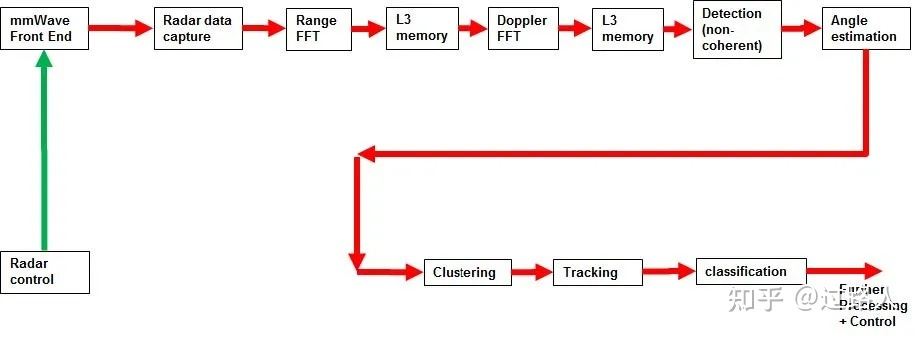 mmWave
Front End
Radar data
capture
Range
FFT
L3
memory
Doppler
FFT
L3
memory
Detection
(non-
coherent)
Angle
estimation
Radar
control
Clustering
Tracking
classification
Further
Processing
+ Control
知乎 @过路人